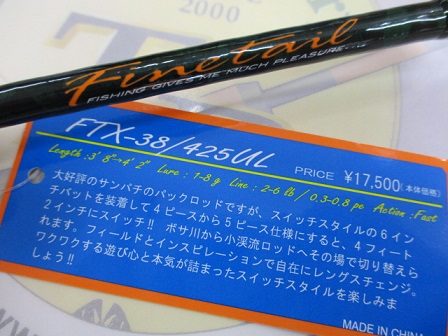 2000
Finetail
FISHING GIVES ME MUCH PLEASURE...
FTX-38/425UL
PRICE ¥17,500(本体価格)
Length : 3' 8"→4' 2" Lure : 1-8g Line : 2-6 lb / 0.3-0.8 pe Action : Fast
大好評のサンパチのパックロッドですが、スイッチスタイルの6イン
チバットを装着して4ピースから5ピース仕様にすると、4フィート
2インチにスイッチ!! ボサ川から小渓流ロッドへその場で切り替えら
れます。フィールドとインスピレーションで自在にレングスチェンジ。
ワクワクする遊び心と本気が詰まったスイッチスタイルを楽しみま
しょう!!
MADE IN